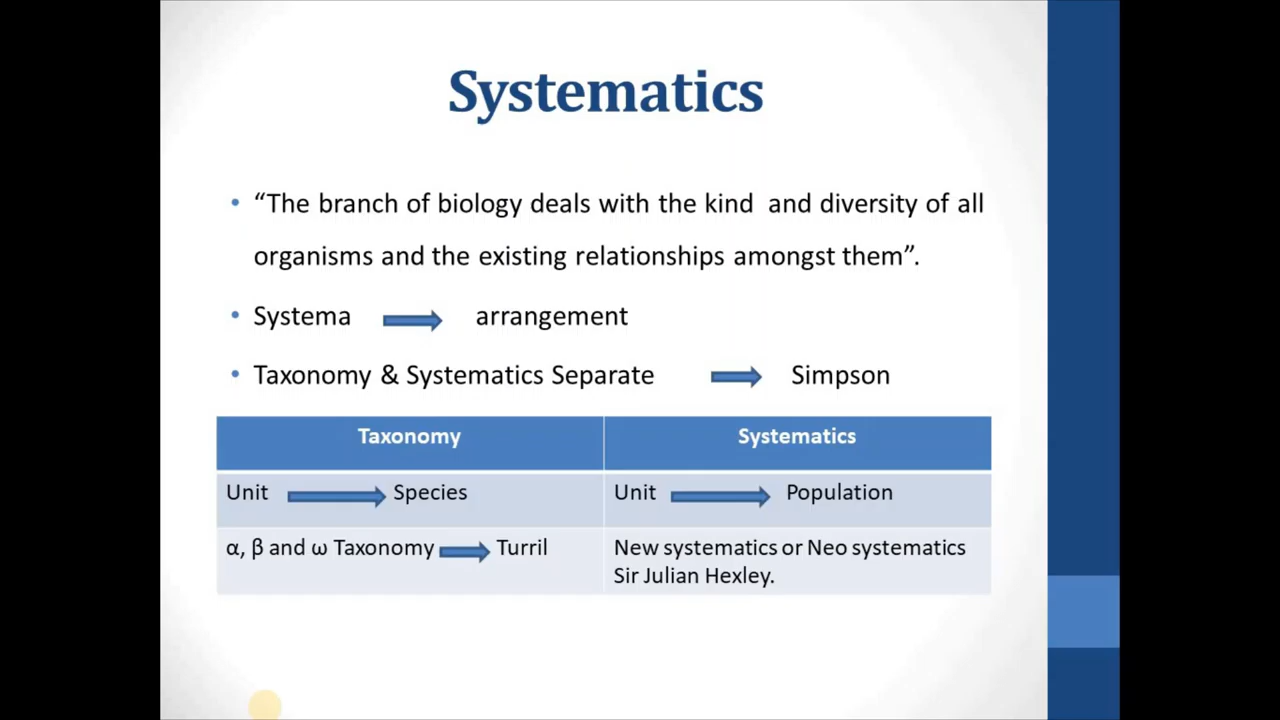 Systematics
• “The branch of biology deals with the kind and diversity of all
organisms and the existing relationships amongst them”.
• Systema arrangement
• Taxonomy & Systematics Separate Simpson
Taxonomy Systematics
Unit Species Unit Population
α, β and ω Taxonomy Turril New systematics or Neo systematics
Sir Julian Hexley.